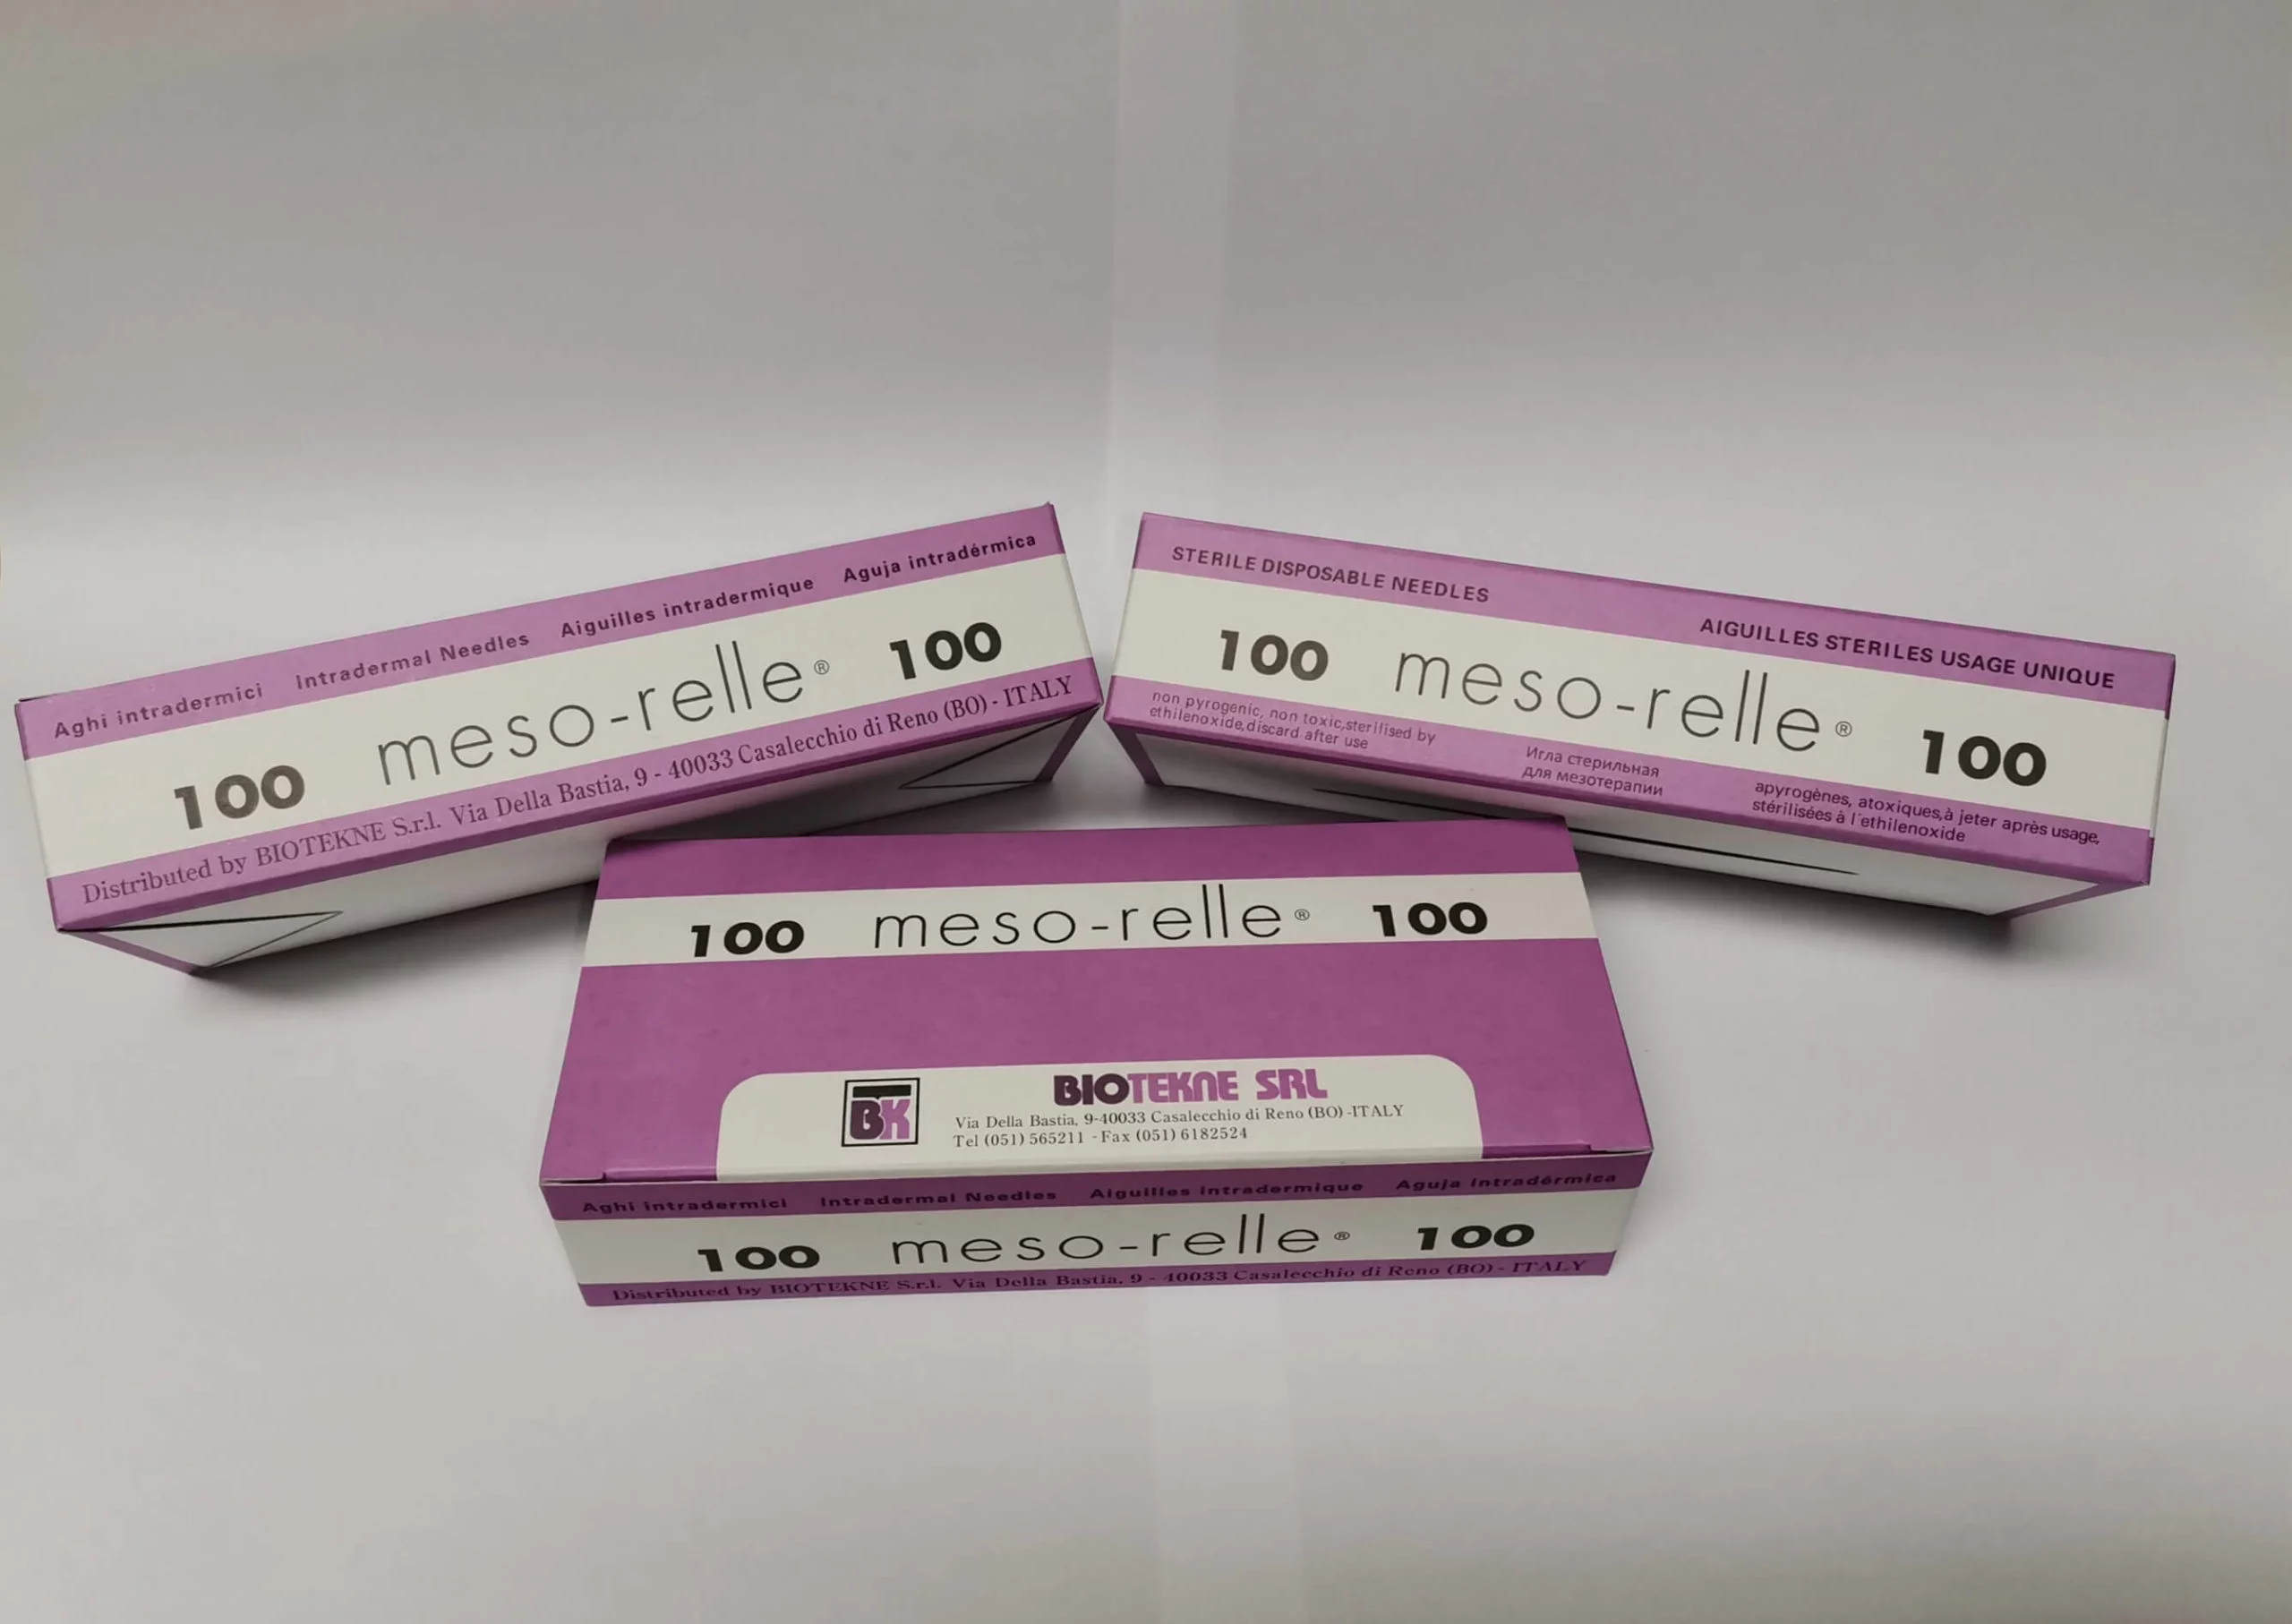 Aghi intradermici Intradermal Needles Aiguilles intradermique Aguja intradérmica
100 meso-relle® 100
Distributed by BIOTEKNE S.r.l. Via Della Bastia, 9 - 40033 Casalecchio di Reno (BO) - ITALY
STERILE DISPOSABLE NEEDLES
AIGUILLES STERILES USAGE UNIQUE
100 meso-relle® 100
non pyrogenic, non toxic,sterilised by
ethilenoxide,discard after use
Игла стерильная
для мезотерапии
apyrogènes, atoxiques,à jeter après usage,
stérilisées à l'ethilenoxide
100 meso-relle® 100
BK
BIOTEKNE SRL
Via Della Bastia, 9-40033 Casalecchio di Reno (BO) -ITALY
Tel (051) 565211 - Fax (051) 6182524
Aghi intradermici Intradermal Needles Aiguilles intradermique Aguja intradérmica
100 meso-relle® 100
Distributed by BIOTEKNE S.r.l. Via Della Bastia, 9 - 40033 Casalecchio di Reno (BO) - ITALY